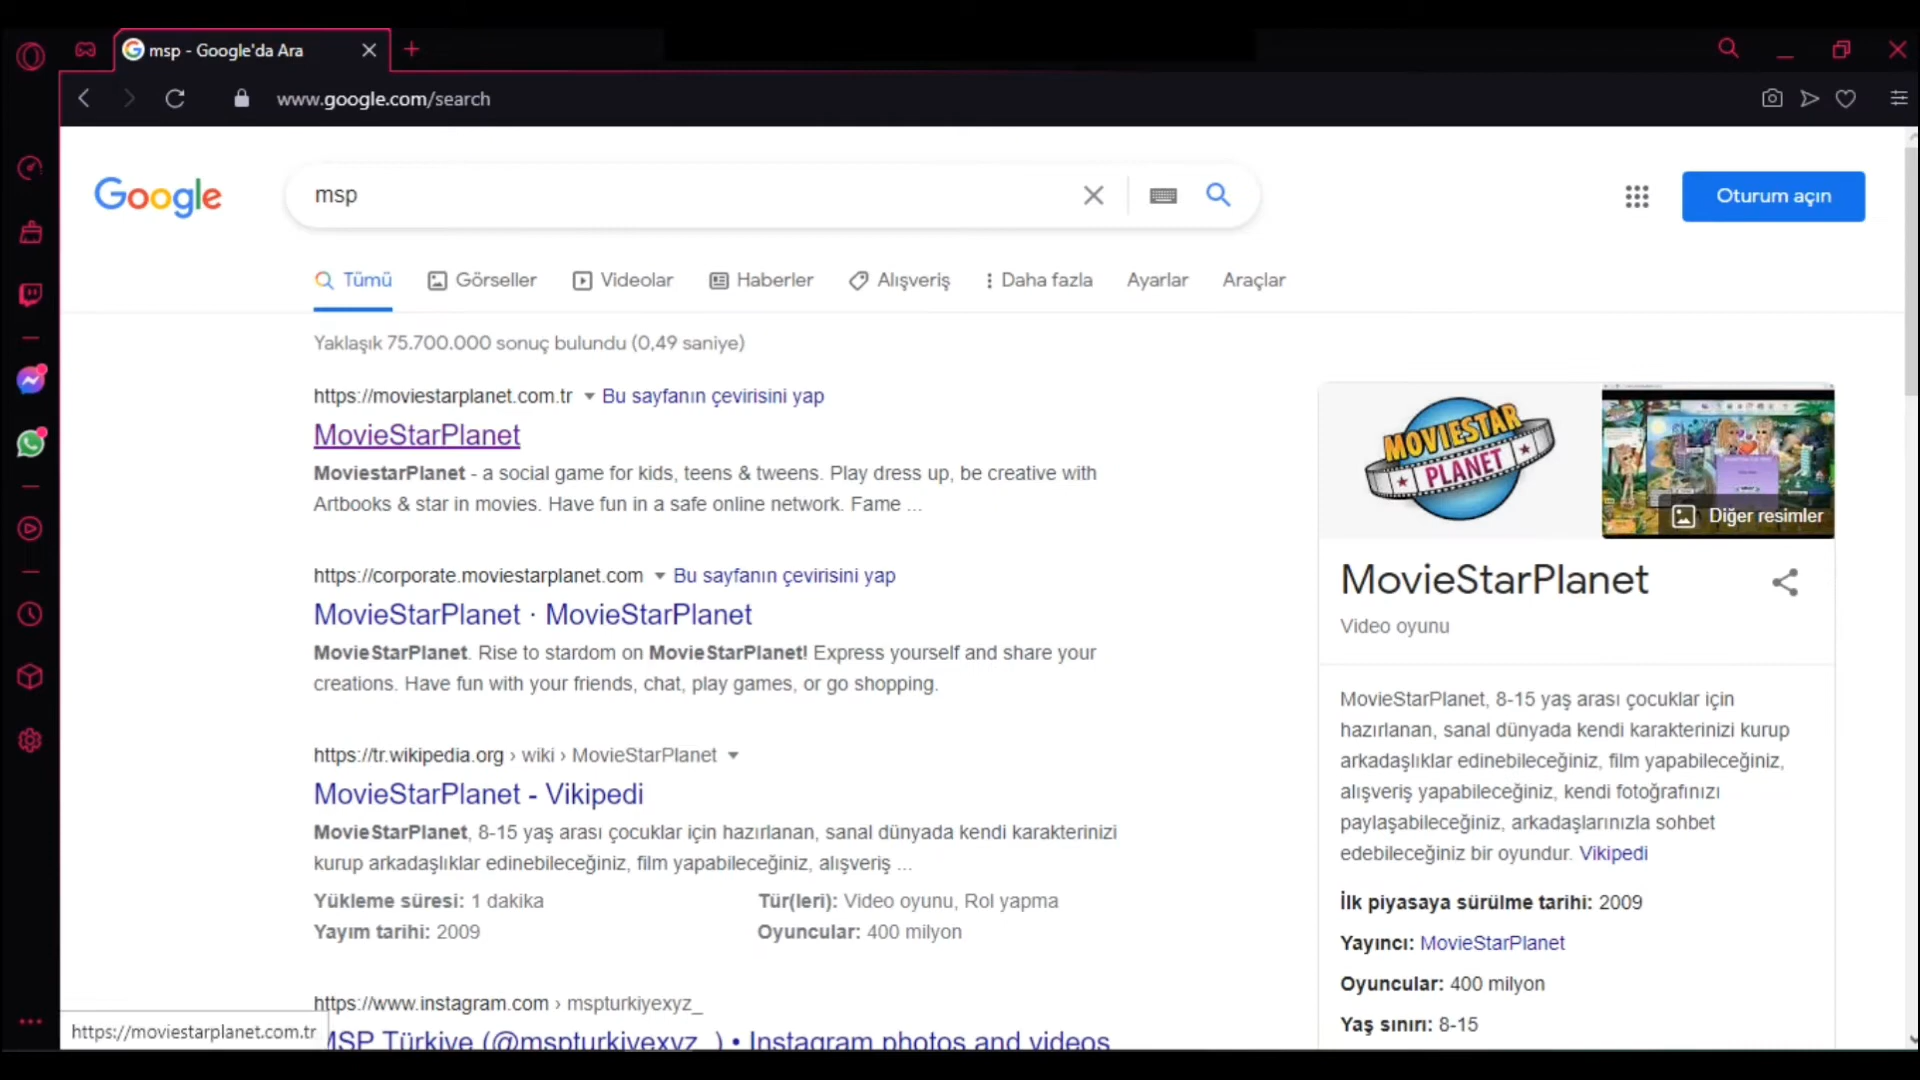 msp - Google'da Ara
www.google.com/search
Google
msp
Oturum açın
Tümü
Görseller
Videolar
Haberler
Alışveriş
Daha fazla
Ayarlar
Araçlar
Yaklaşık 75.700.000 sonuç bulundu (0,49 saniye)
https://moviestarplanet.com.tr Bu sayfanın çevirisini yap
MovieStarPlanet
MoviestarPlanet - a social game for kids, teens & tweens. Play dress up, be creative with
Artbooks & star in movies. Have fun in a safe online network. Fame ...
https://corporate.moviestarplanet.com Bu sayfanın çevirisini yap
MovieStarPlanet · MovieStarPlanet
MovieStarPlanet. Rise to stardom on MovieStarPlanet! Express yourself and share your
creations. Have fun with your friends, chat, play games, or go shopping.
https://tr.wikipedia.org › wiki › MovieStarPlanet
MovieStarPlanet - Vikipedi
MovieStarPlanet, 8-15 yaş arası çocuklar için hazırlanan, sanal dünyada kendi karakterinizi
kurup arkadaşlıklar edinebileceğiniz, film yapabileceğiniz, alışveriş ...
Yükleme süresi: 1 dakika
Tür(leri): Video oyunu, Rol yapma
Yayım tarihi: 2009
Oyuncular: 400 milyon
https://www.instagram.com › mspturkiyexyz_
MSP Türkiye (@mspturkiyexyz_) • Instagram photos and videos
https://moviestarplanet.com.tr
MOVIESTAR
PLANET
Diğer resimler
MovieStarPlanet
Video oyunu
MovieStarPlanet, 8-15 yaş arası çocuklar için
hazırlanan, sanal dünyada kendi karakterinizi kurup
arkadaşlıklar edinebileceğiniz, film yapabileceğiniz,
alışveriş yapabileceğiniz, kendi fotoğrafınızı
paylaşabileceğiniz, arkadaşlarınızla sohbet
edebileceğiniz bir oyundur. Vikipedi
İlk piyasaya sürülme tarihi: 2009
Yayıncı: MovieStarPlanet
Oyuncular: 400 milyon
Yaş sınırı: 8-15